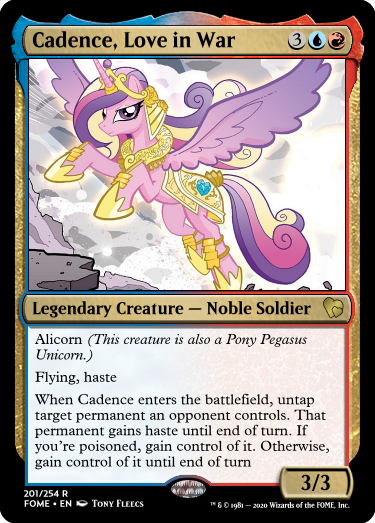 Cadence, Love in War 3
Legendary Creature — Noble Soldier
Alicorn (This creature is also a Pony Pegasus
Unicorn.)
Flying, haste
When Cadence enters the battlefield, untap
target permanent an opponent controls. That
permanent gains haste until end of turn. If
you're poisoned, gain control of it. Otherwise,
gain control of it until end of turn
3/3
201/254 R
FOME • EN Tony Fleecs
™ & © 1981 — 2020 Wizards of the FOME, Inc.